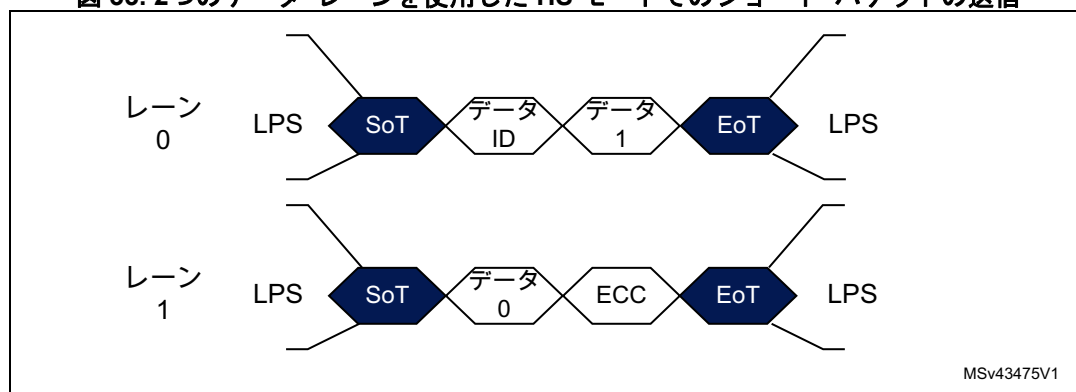 図 56. 2 つのデータ レーンを使用した HS モードでのショート パケットの送信
レーン
0
LPS
SoT
データ
ID
データ
1
EoT
LPS
レーン
1
LPS
SoT
データ
0
ECC
EoT
LPS
MSv43475V1